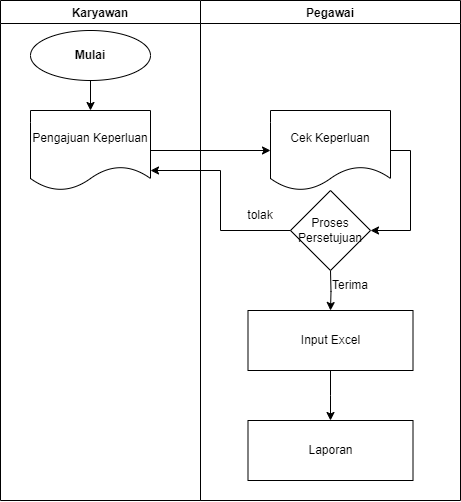 Karyawan
Pegawai
Mulai
Pengajuan Keperluan
Cek Keperluan
tolak
Proses
Persetujuan
Terima
Input Excel
Laporan